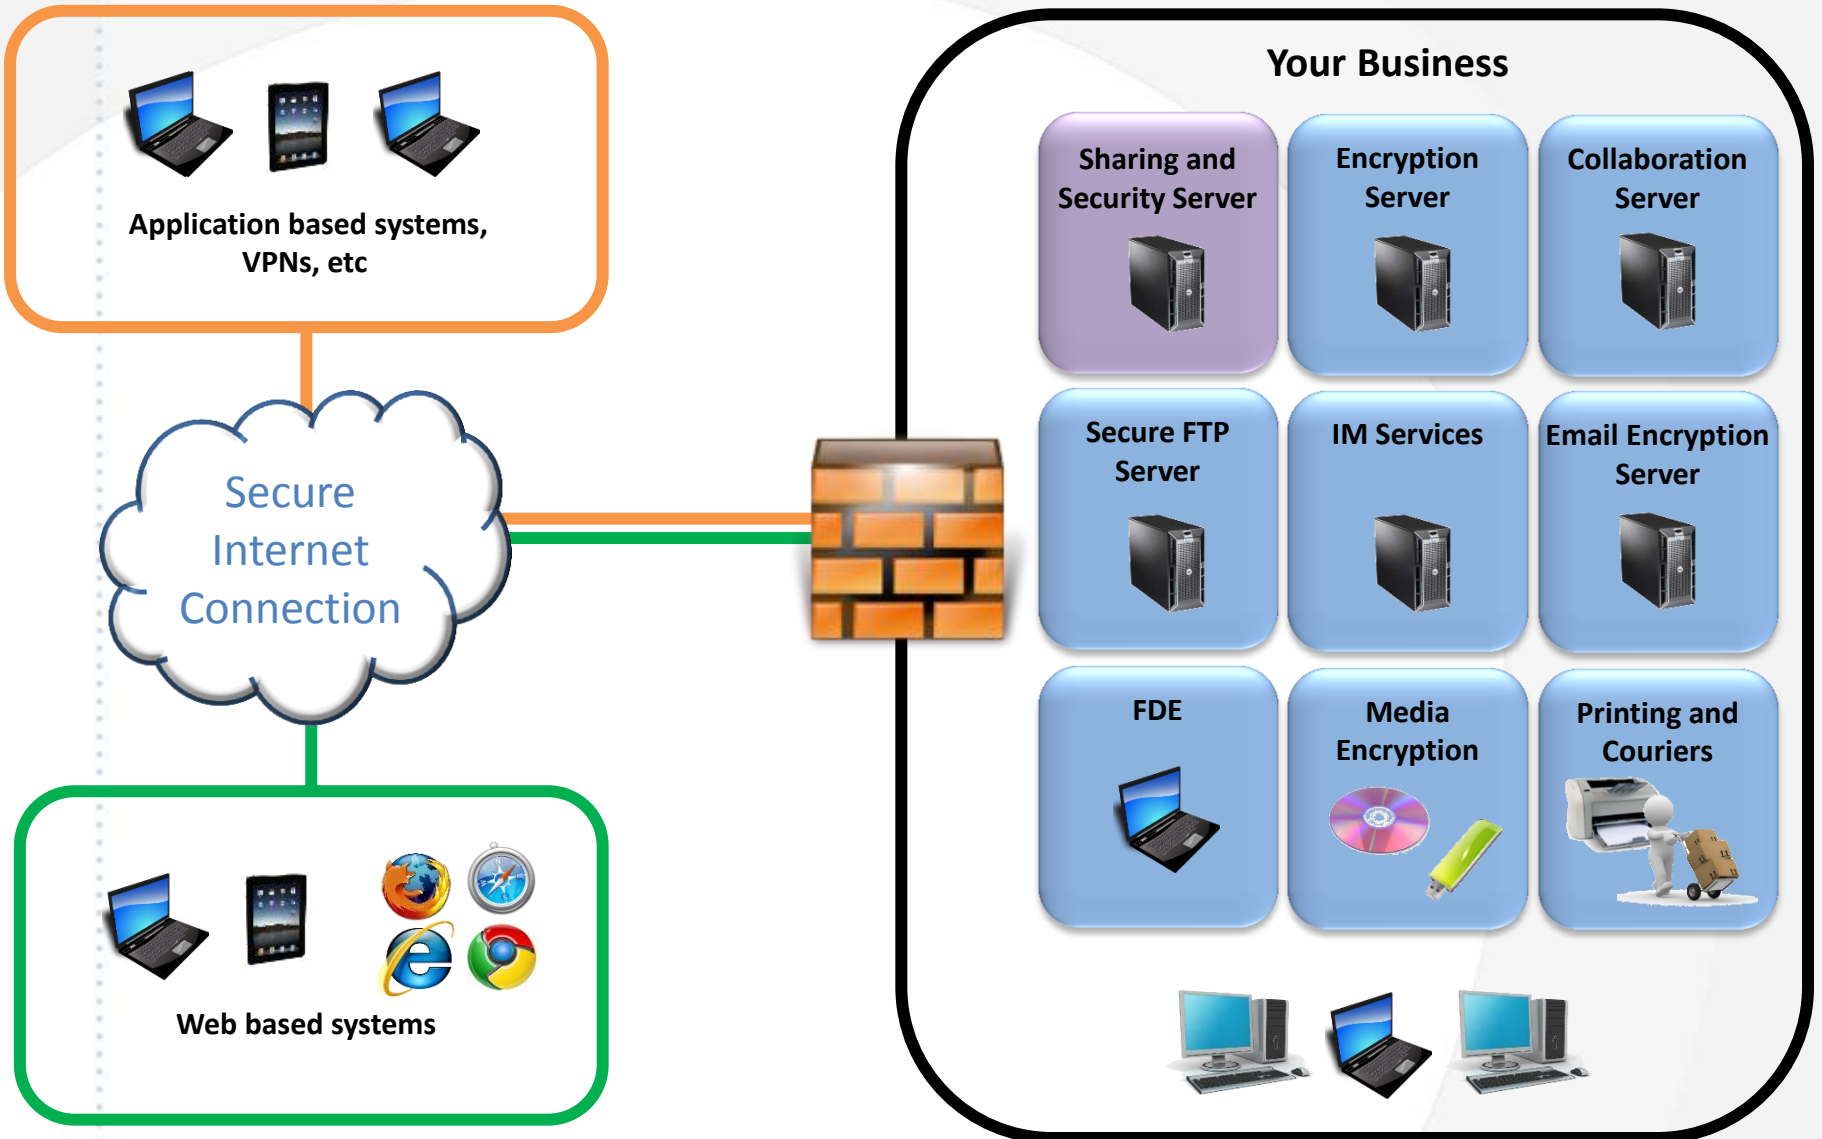 Application based systems,
VPNs, etc
Secure
Internet
Connection
Web based systems
Your Business
Sharing and
Security Server
Encryption
Server
Collaboration
Server
Secure FTP
Server
IM Services
Email Encryption
Server
FDE
Media
Encryption
Printing and
Couriers